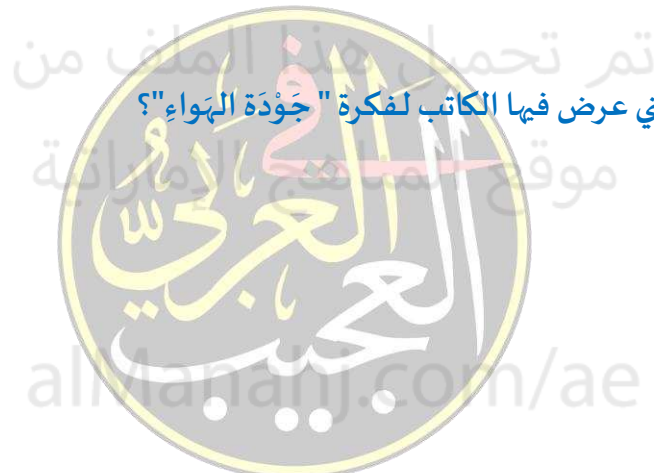 تم تحميل هذا الملف من
ني عرض فيها الكاتب لفكرة " جَوْدَة الهَواءِ"؟
موقع المناهج الإماراتية
العجيب
في
العربيّ
alManahj.com/ae